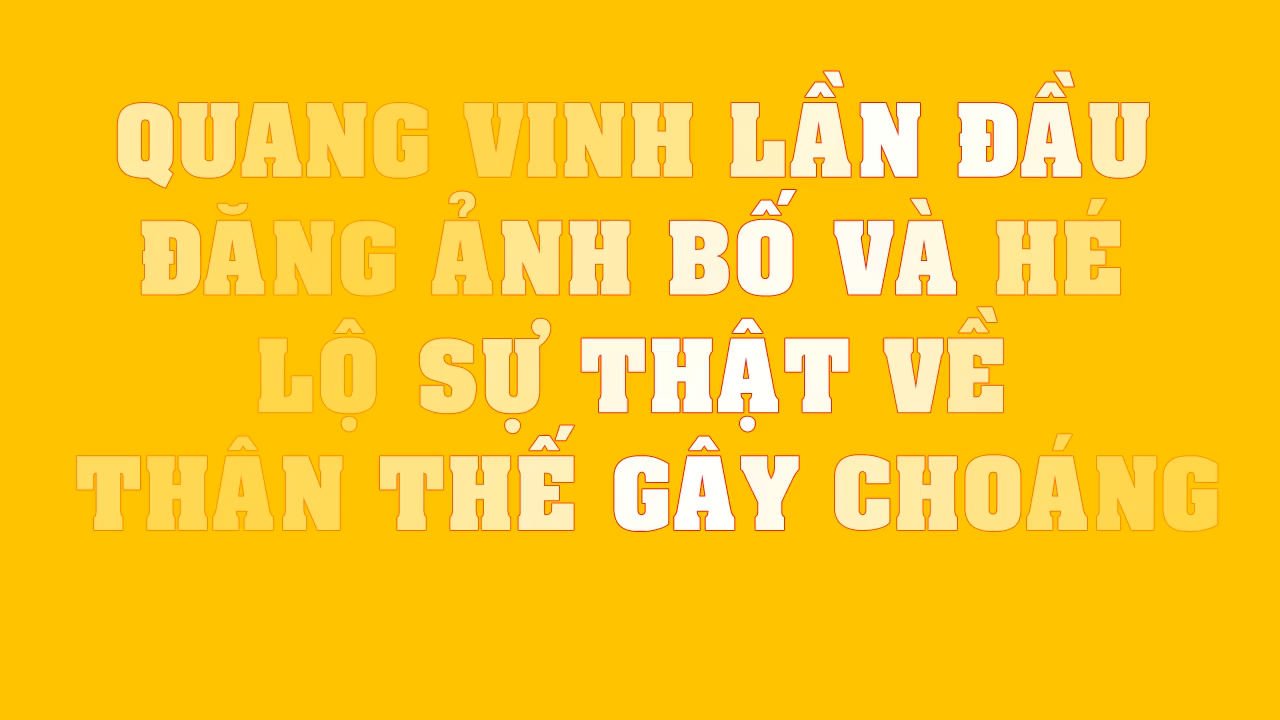 QUANG VINH LẦN ĐẦU
ĐĂNG ẢNH BỐ VÀ HÉ
LỘ SỰ THẬT VỀ
THÂN THẾ GÂY CHOÁNG